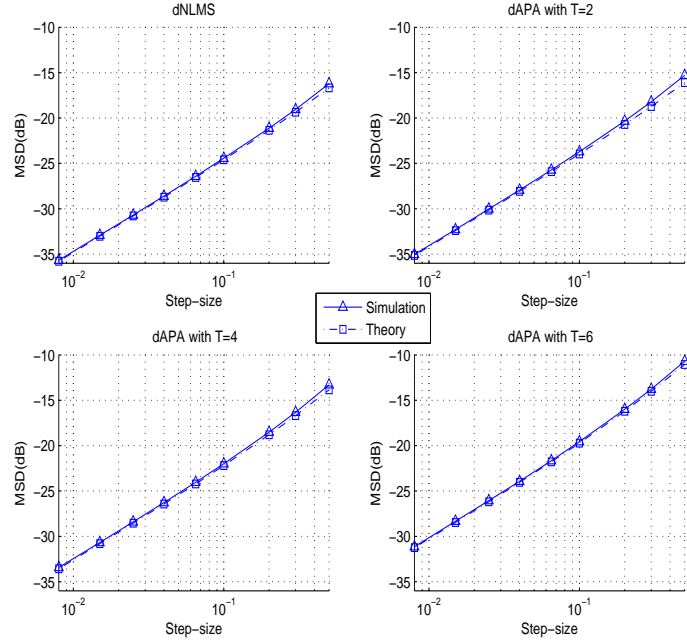 dNLMS
−10
−15
−20
−25
−30
−35
MSD(dB)
10−2
10−1
Step−size
dAPA with T=2
−10
−15
−20
−25
−30
−35
MSD(dB)
10−2
10−1
Step−size
Simulation
Theory
dAPA with T=4
−10
−15
−20
−25
−30
−35
MSD(dB)
10−2
10−1
Step−size
dAPA with T=6
−10
−15
−20
−25
−30
−35
MSD(dB)
10−2
10−1
Step−size